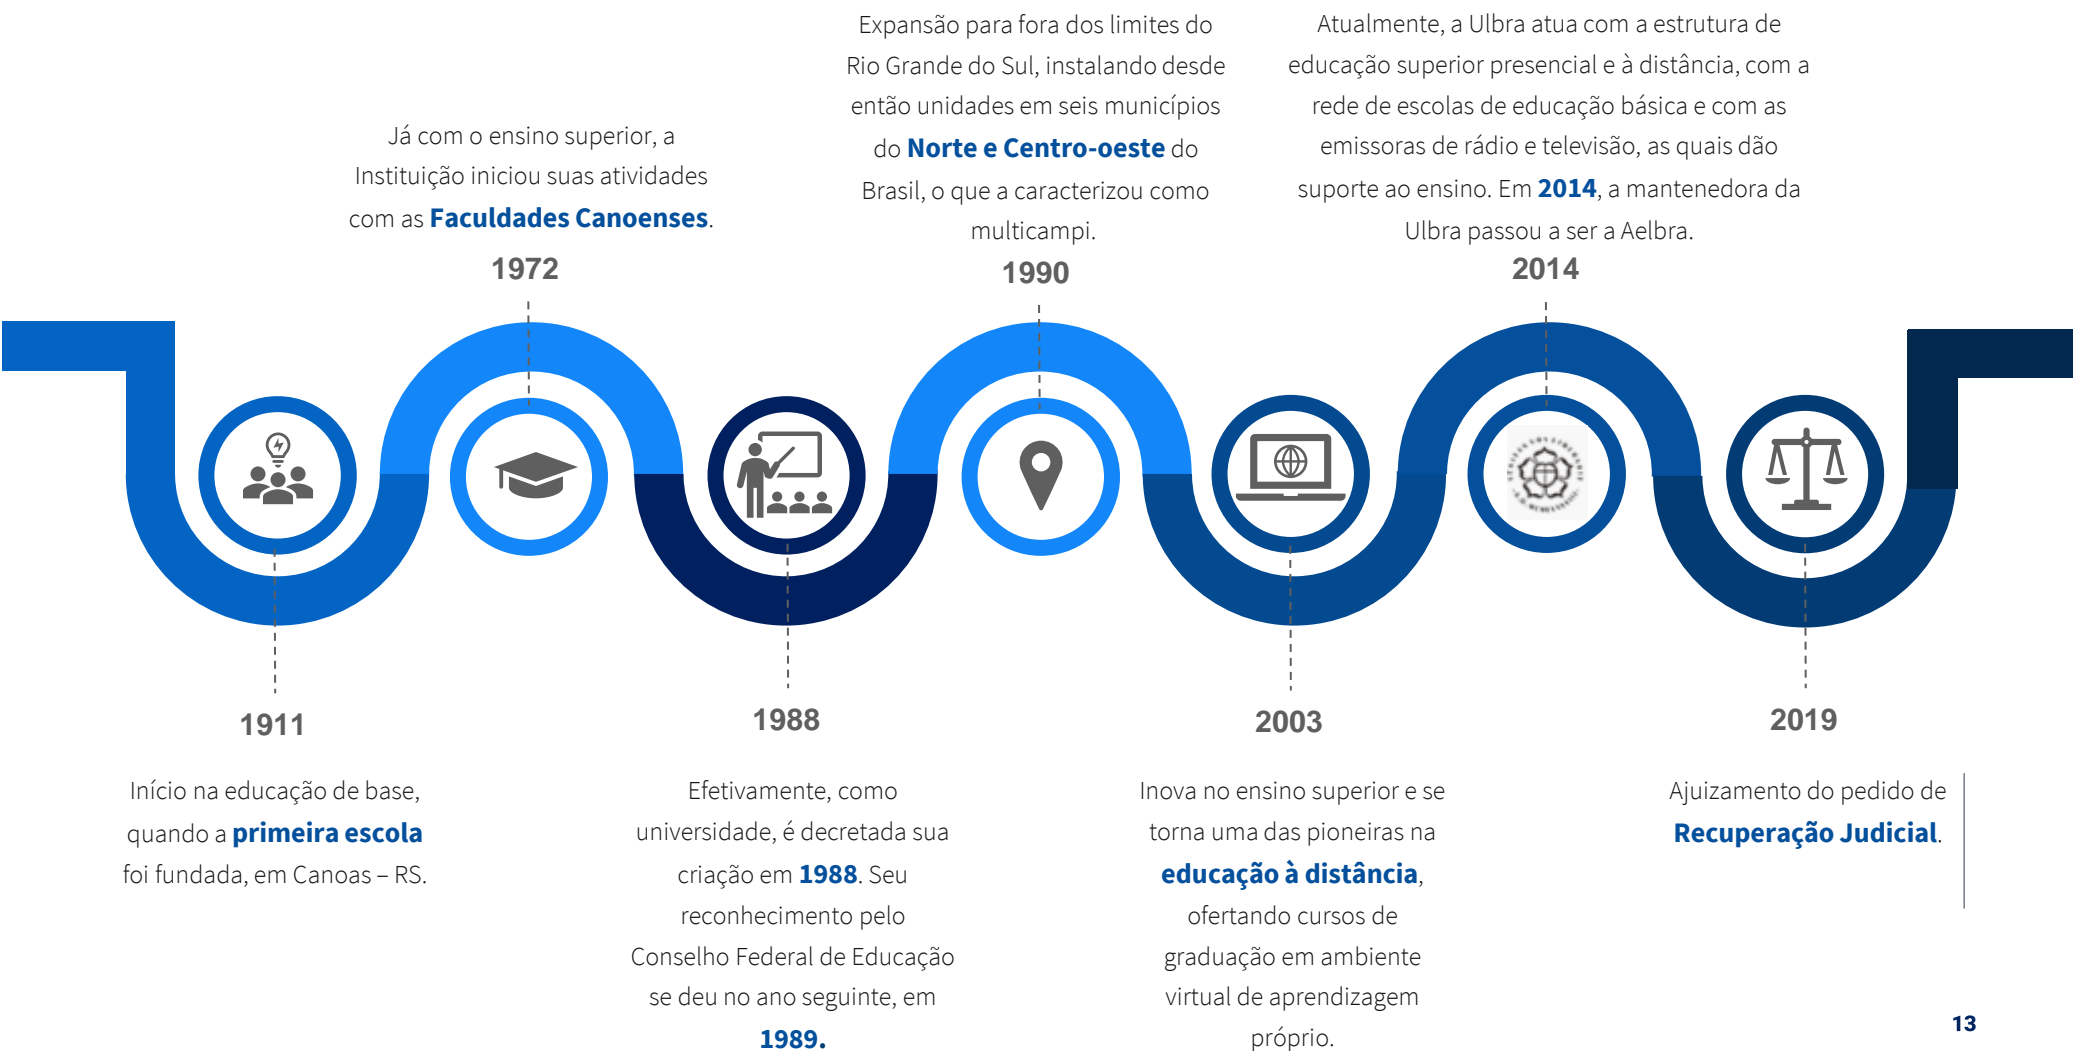 Já com o ensino superior, a
Instituição iniciou suas atividades
com as Faculdades Canoenses.
1972
Expansão para fora dos limites do
Rio Grande do Sul, instalando desde
então unidades em seis municípios
do Norte e Centro-oeste do
Brasil, o que a caracterizou como
multicampi.
1990
Atualmente, a Ulbra atua com a estrutura de
educação superior presencial e à distância, com a
rede de escolas de educação básica e com as
emissoras de rádio e televisão, as quais dão
suporte ao ensino. Em 2014, a mantenedora da
Ulbra passou a ser a Aelbra.
2014
1911
Início na educação de base,
quando a primeira escola
foi fundada, em Canoas – RS.
1988
Efetivamente, como
universidade, é decretada sua
criação em 1988. Seu
reconhecimento pelo
Conselho Federal de Educação
se deu no ano seguinte, em
1989.
2003
Inova no ensino superior e se
torna uma das pioneiras na
educação à distância,
ofertando cursos de
graduação em ambiente
virtual de aprendizagem
próprio.
2019
Ajuizamento do pedido de
Recuperação Judicial.
13